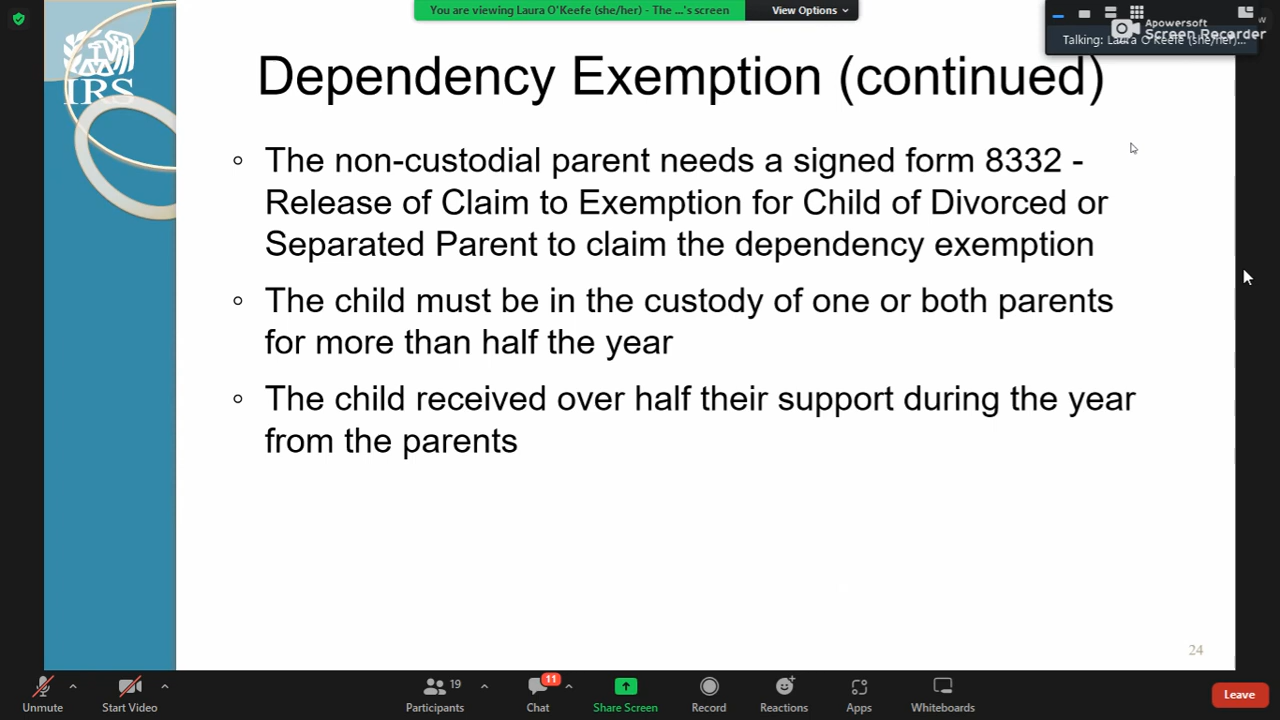 You are viewing Laura O'Keefe (she/her) - The ...'s screen
View Options
Apowersoft
Screen Recorder
Talking: Laura O'Keefe (she/her)...
IRS
Dependency Exemption (continued)
The non-custodial parent needs a signed form 8332 -
Release of Claim to Exemption for Child of Divorced or
Separated Parent to claim the dependency exemption
The child must be in the custody of one or both parents
for more than half the year
The child received over half their support during the year
from the parents
24
Unmute
Start Video
19
Participants
11
Chat
Share Screen
Record
Reactions
Apps
Whiteboards
Leave